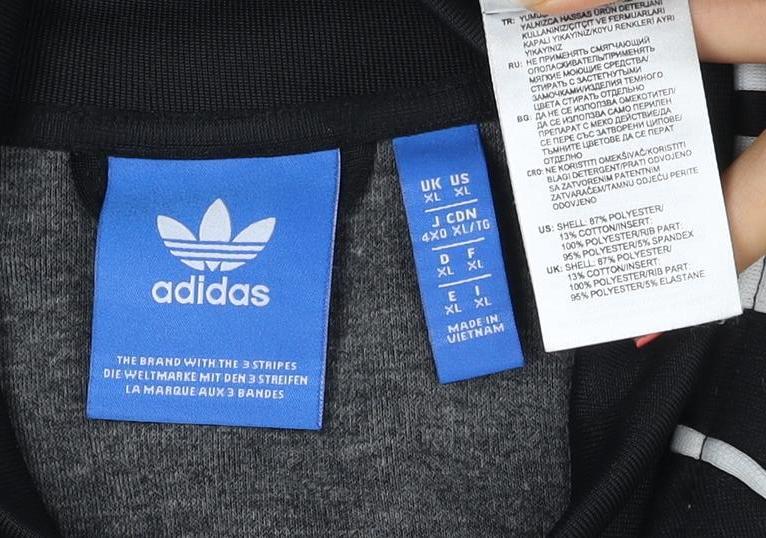 adidas
THE BRAND WITH THE 3 STRIPES
DIE WELTMARKE MIT DEN 3 STREIFEN
LA MARQUE AUX 3 BANDES
UK US
XL XL
J CDN
4XO XL/TG
D F
XL XL
E I
XL XL
MADE IN
VIETNAM
TR:
YALNIZCA HASSAS ÜRÜN DETERJANI
KULLANINIZ/ÇITÇIT VE FERMUARLARI
KAPALI YIKAYINIZ/KOYU RENKLERİ AYRI
YIKAYINIZ
RU: НЕ ПРИМЕНЯТЬ СМЯГЧАЮЩИЙ
ОПОЛАСКИВАТЕЛЬ/ПРИМЕНЯТЬ
МЯГКИЕ МОЮЩИЕ СРЕДСТВА/
СТИРАТЬ С ЗАСТЕГНУТЫМИ
ЗАМОЧКАМИ/ИЗДЕЛИЯ ТЕМНОГО
ЦВЕТА СТИРАТЬ ОТДЕЛЬНО
BG: ДА НЕ СЕ ИЗПОЛЗВА ОМЕКОТИТЕЛ/
ДА СЕ ИЗПОЛЗВА САМО ПЕРИЛЕН
ПРЕПАРАТ С МЕКО ДЕЙСТВИЕ/ДА
СЕ ПЕРЕ СЪС ЗАТВОРЕНИ ЦИПОВЕ/
ТЪМНИТЕ ЦВЕТОВЕ ДА СЕ ПЕРАТ
ОТДЕЛНО
CRO: NE KORISTITI OMEKŠIVAČ/KORISTITI
BLAGI DETERGENT/PRATI ODVOJENO
SA ZATVORENIM PATENTNIM
ZATVARAČEM/TAMNU ODJEĆU PERITE
ODVOJENO
US: SHELL: 87% POLYESTER/
13% COTTON/INSERT:
100% POLYESTER/RIB PART:
95% POLYESTER/5% SPANDEX
UK: SHELL: 87% POLYESTER/
13% COTTON/INSERT:
100% POLYESTER/RIB PART:
95% POLYESTER/5% ELASTANE